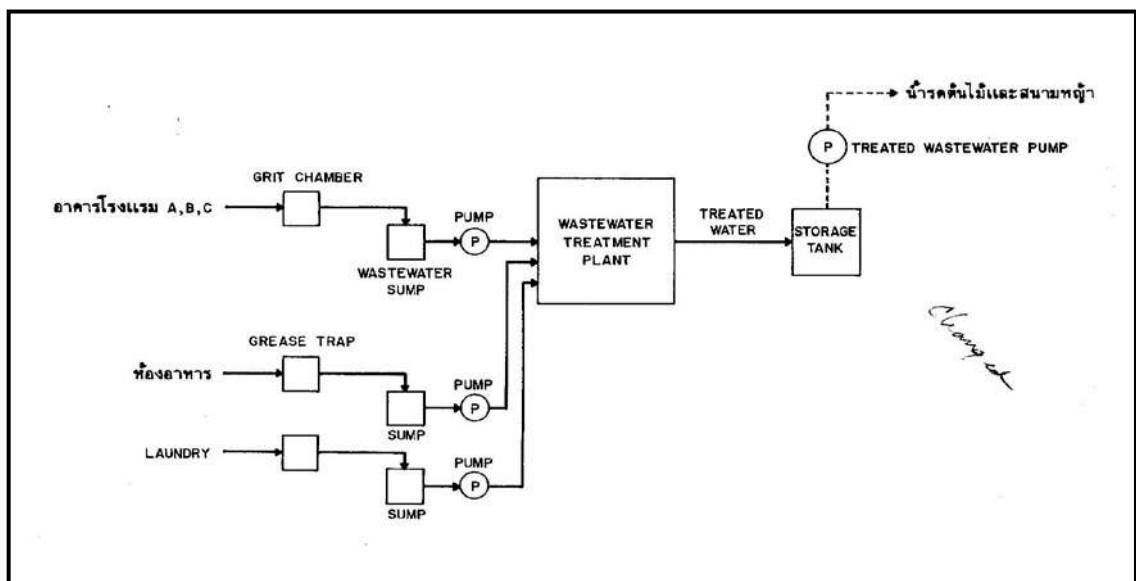 น้ำรดต้นไม้และสนามหญ้า
P
TREATED WASTEWATER PUMP
GRIT CHAMBER
อาคารโรงแรม A,B,C
PUMP
P
WASTEWATER
SUMP
WASTEWATER
TREATMENT
PLANT
TREATED
WATER
STORAGE
TANK
Changed
GREASE TRAP
ห้องอาหาร
PUMP
P
SUMP
LAUNDRY
PUMP
P
SUMP